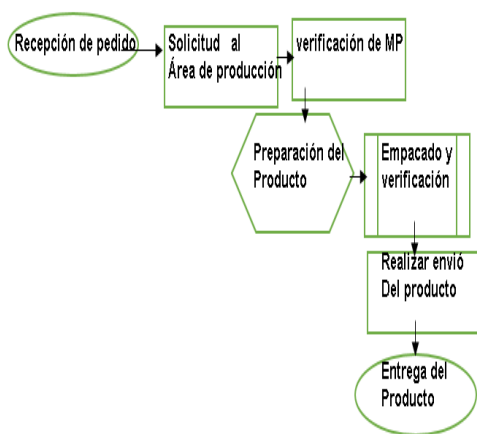 Recepción de pedido
Solicitud al
Área de producción
verificación de MP
Preparación del
Producto
Empacado y
verificación
Realizar envió
Del producto
Entrega del
Producto